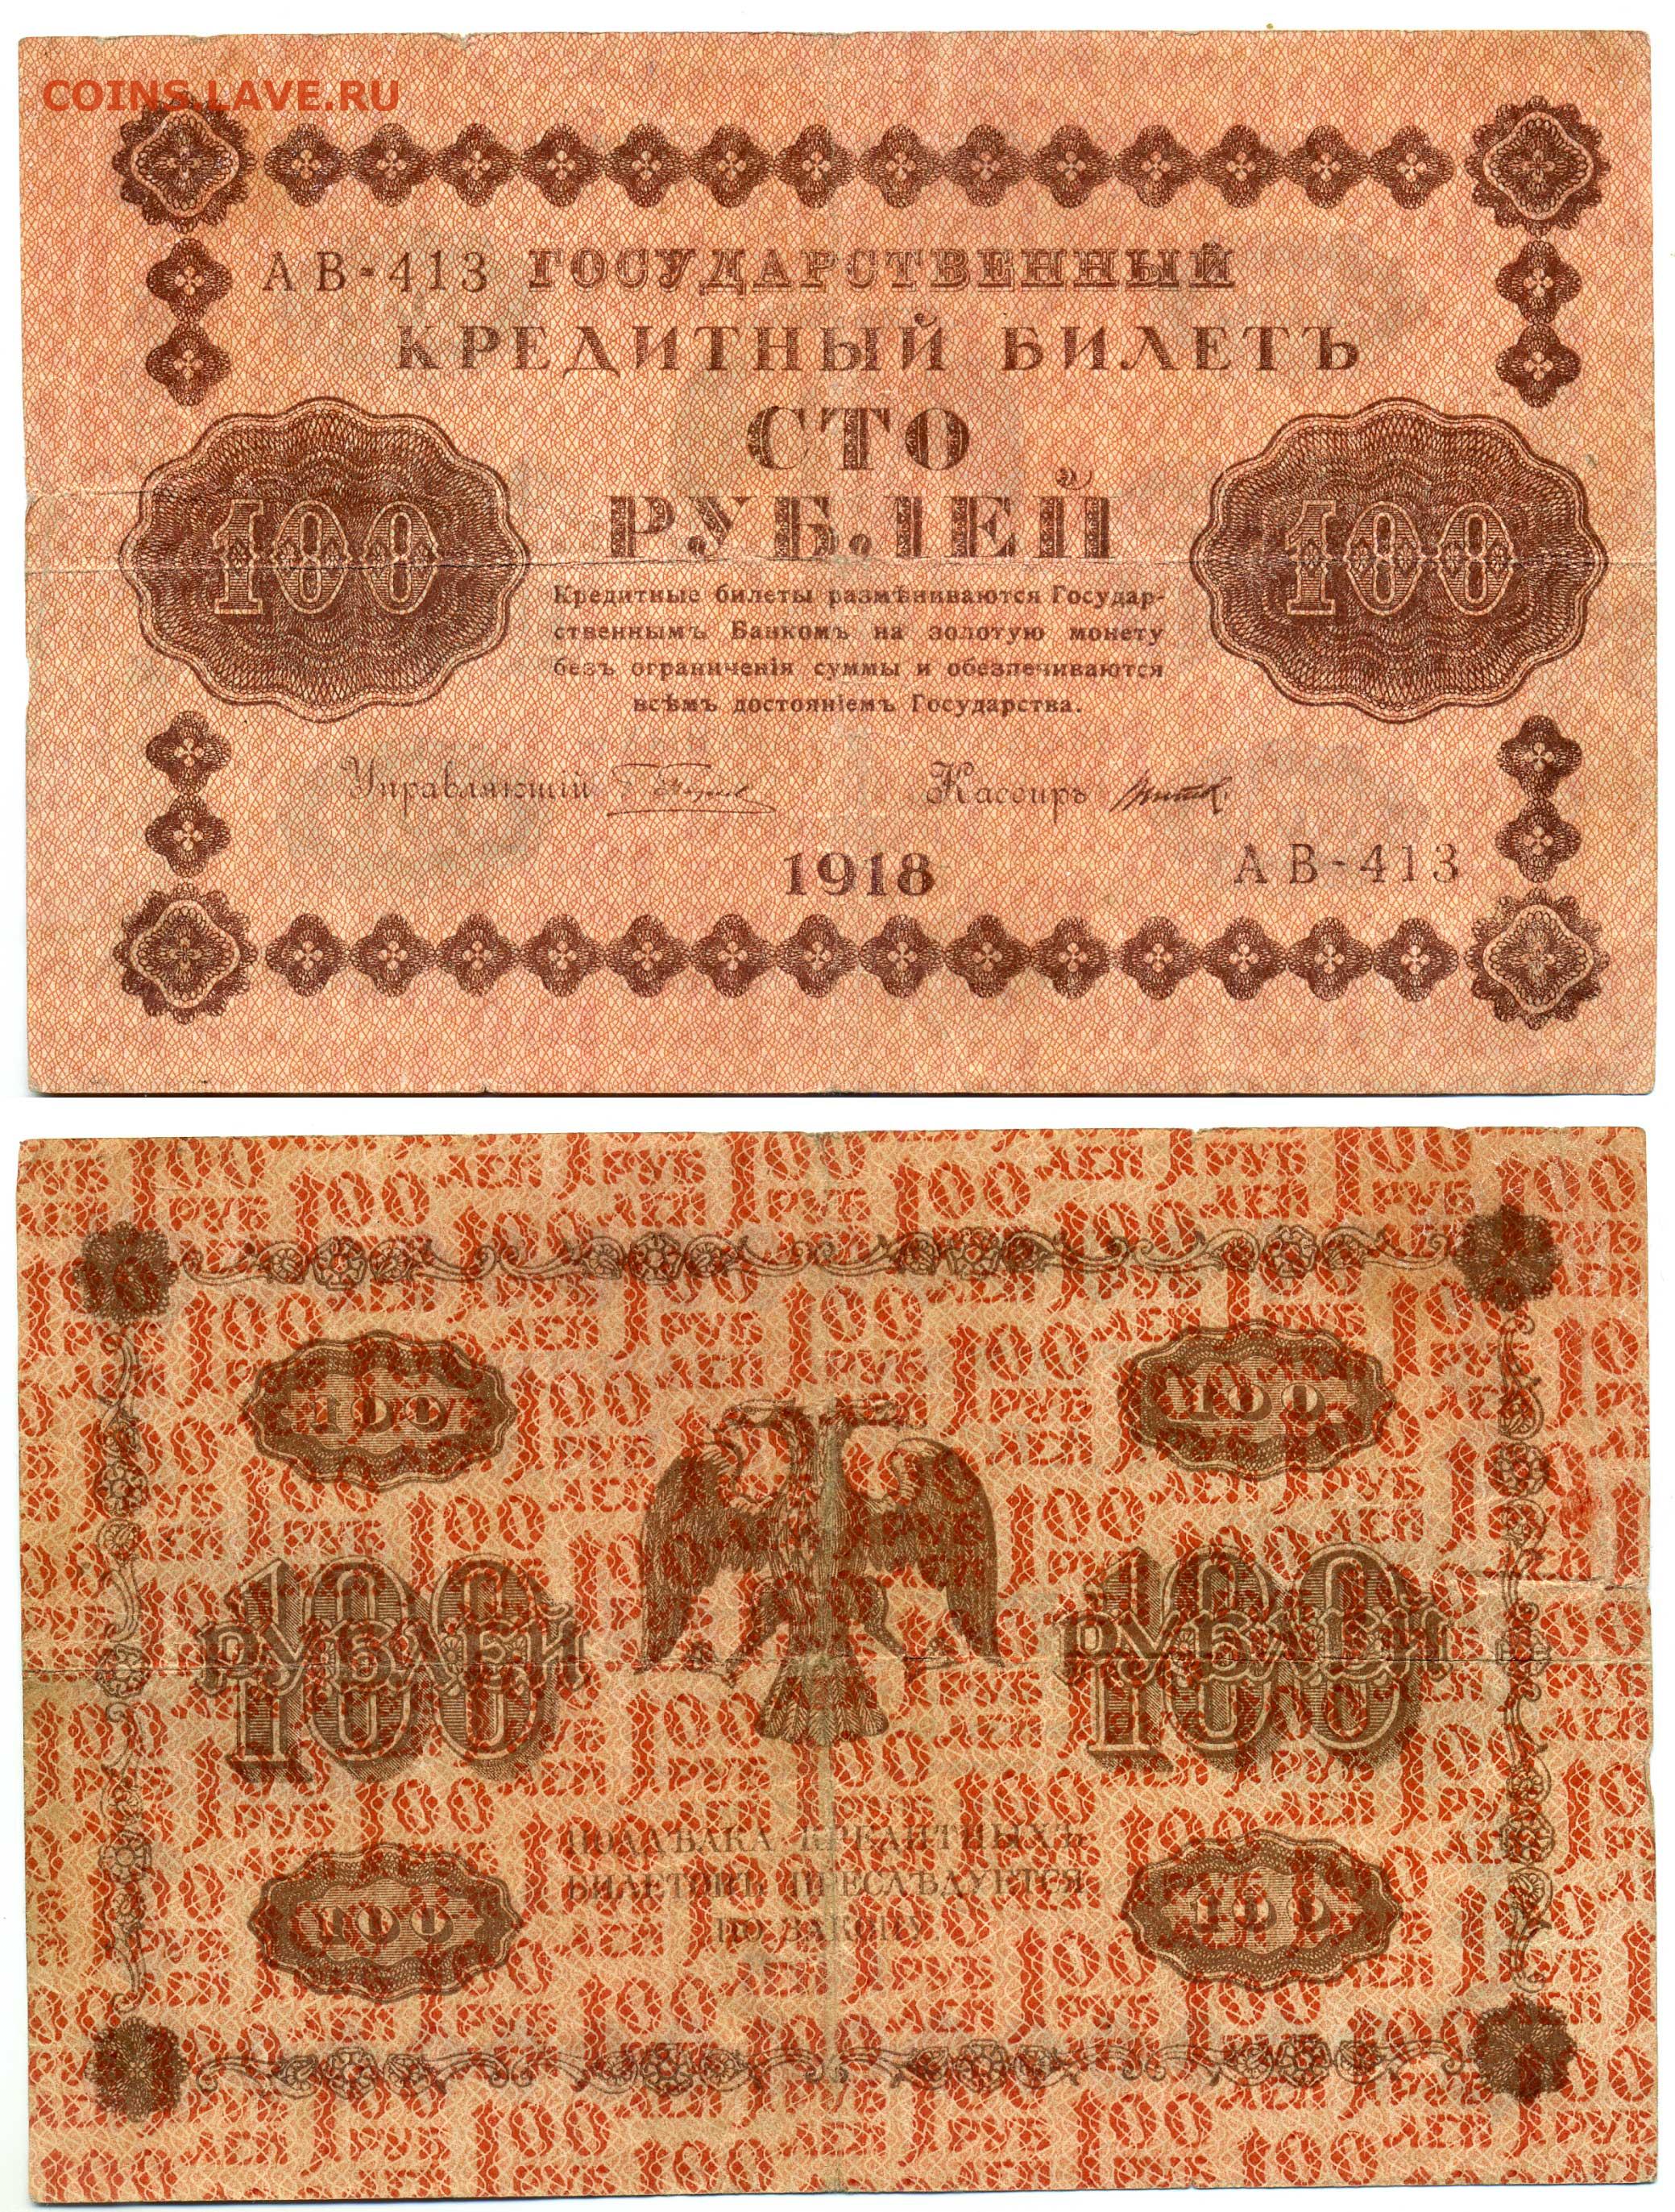 COINS.LAVE.RU
АВ-413 ГОСУДАРСТВЕННЫЙ
КРЕДИТНЫЙ БИЛЕТЪ
СТО
РУБЛЕЙ
100
100
Кредитные билеты размѣниваются Государ-
ственнымъ Банкомъ на золотую монету
безъ ограниченія суммы и обезпечиваются
всѣмъ достояніемъ Государства.
Управляющій
Кассиръ
1918
АВ-413
100
100
100
РУБЛЕЙ
100
100
РУБЛЕЙ
100
ПОДДѢЛКА КРЕДИТНЫХЪ
БИЛЕТОВЪ ПРЕСЛѢДУЕТСЯ
ПО ЗАКОНУ.
100
100